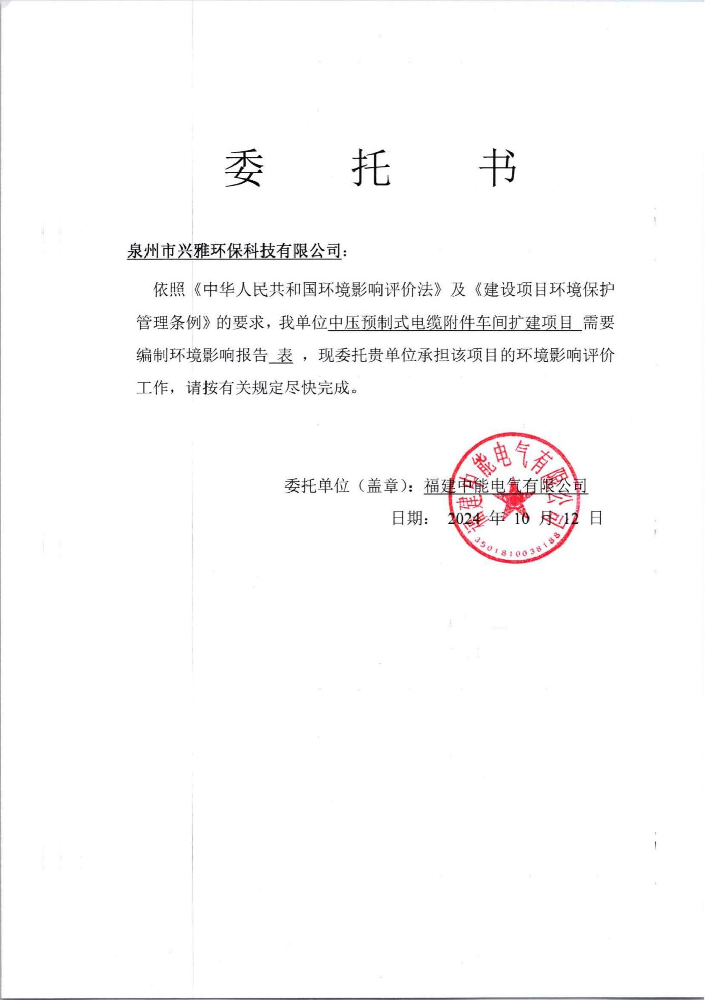 委 托 书
泉州市兴雅环保科技有限公司：
依照《中华人民共和国环境影响评价法》及《建设项目环境保护
管理条例》的要求，我单位中压预制式电缆附件车间扩建项目 需要
编制环境影响报告 表 ，现委托贵单位承担该项目的环境影响评价
工作，请按有关规定尽快完成。
委托单位（盖章）：福建中能电气有限公司
日期： 2024 年 10 月 12 日
福建中能电气有限公司
3501810038188